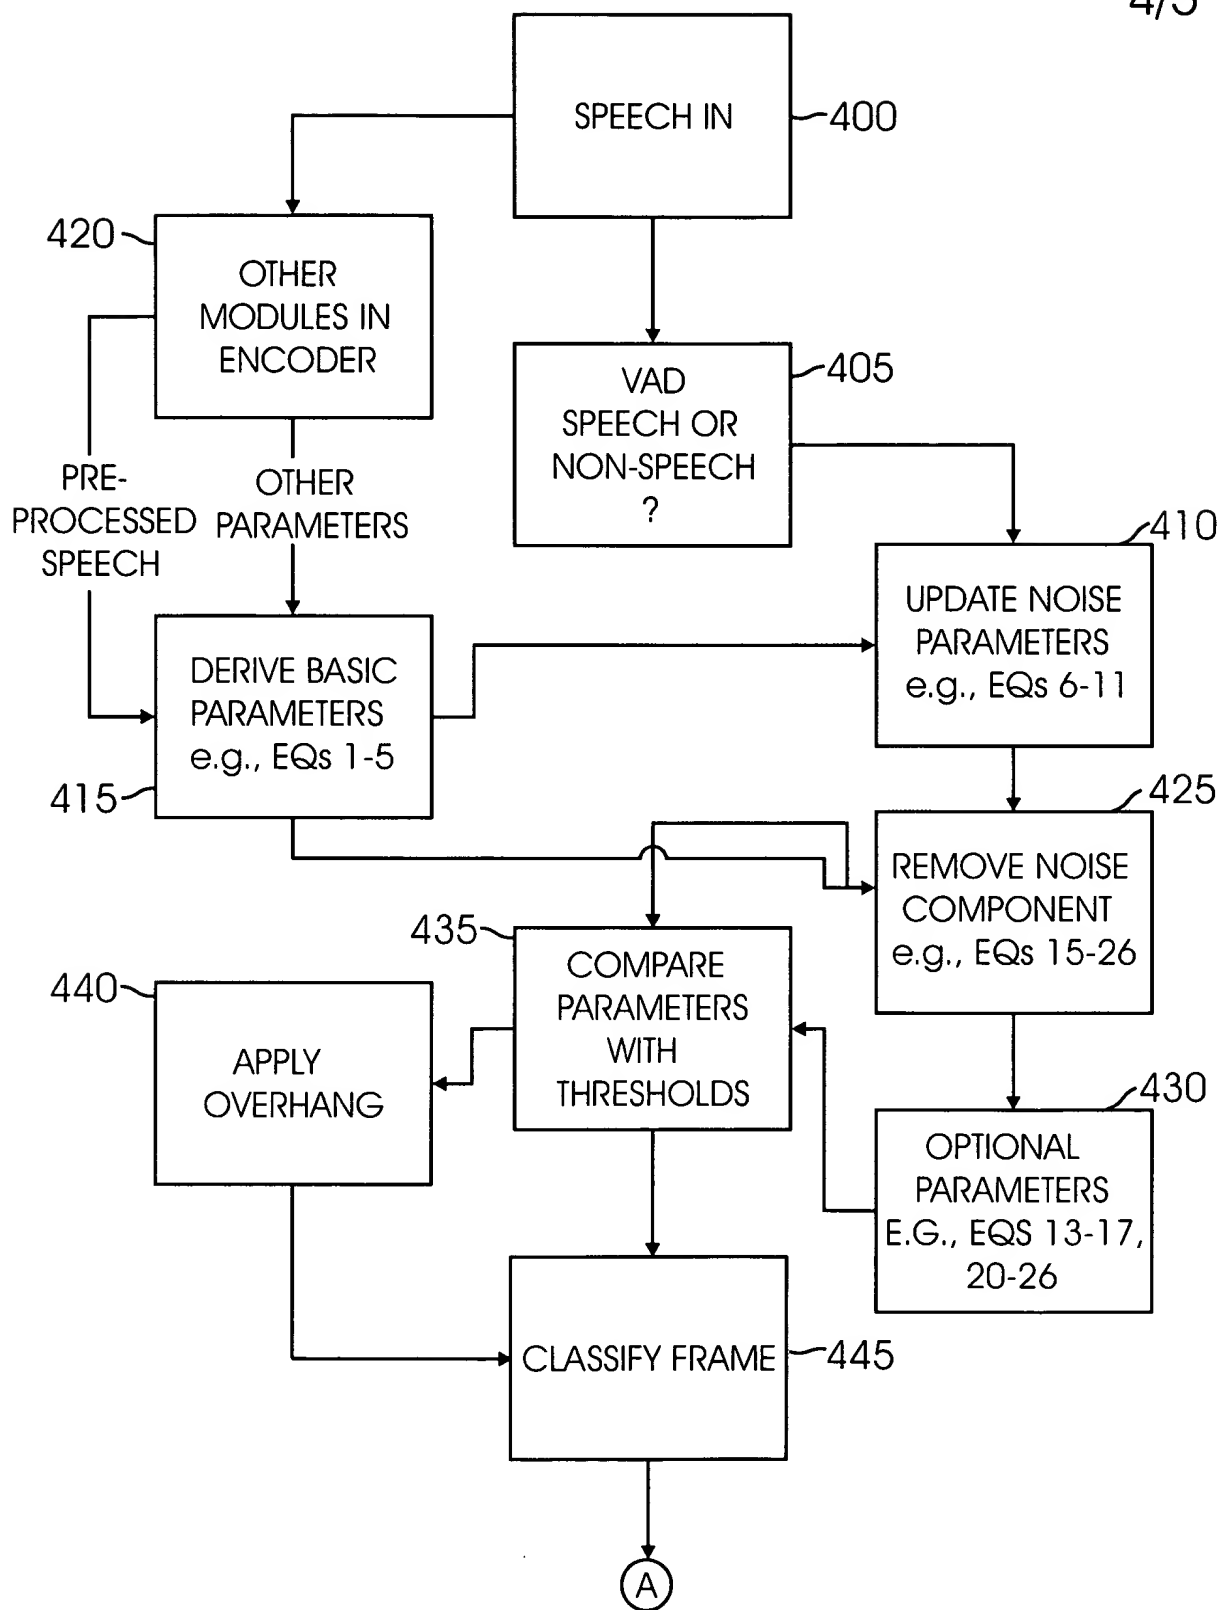 4/5
SPEECH IN
400
420
OTHER
MODULES IN
ENCODER
VAD
SPEECH OR
NON-SPEECH
?
405
PRE-
PROCESSED
SPEECH
OTHER
PARAMETERS
410
UPDATE NOISE
PARAMETERS
e.g., EQs 6-11
DERIVE BASIC
PARAMETERS
e.g., EQs 1-5
415
425
REMOVE NOISE
COMPONENT
e.g., EQs 15-26
435
COMPARE
PARAMETERS
WITH
THRESHOLDS
440
APPLY
OVERHANG
430
OPTIONAL
PARAMETERS
E.G., EQS 13-17,
20-26
CLASSIFY FRAME
445
A